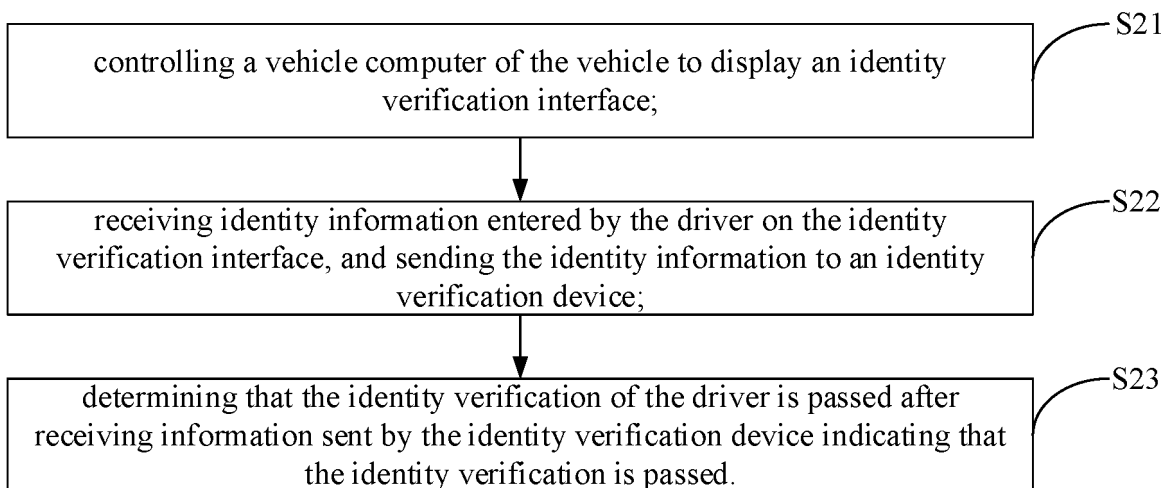 S21
controlling a vehicle computer of the vehicle to display an identity
verification interface;
S22
receiving identity information entered by the driver on the identity
verification interface, and sending the identity information to an identity
verification device;
S23
determining that the identity verification of the driver is passed after
receiving information sent by the identity verification device indicating that
the identity verification is passed.